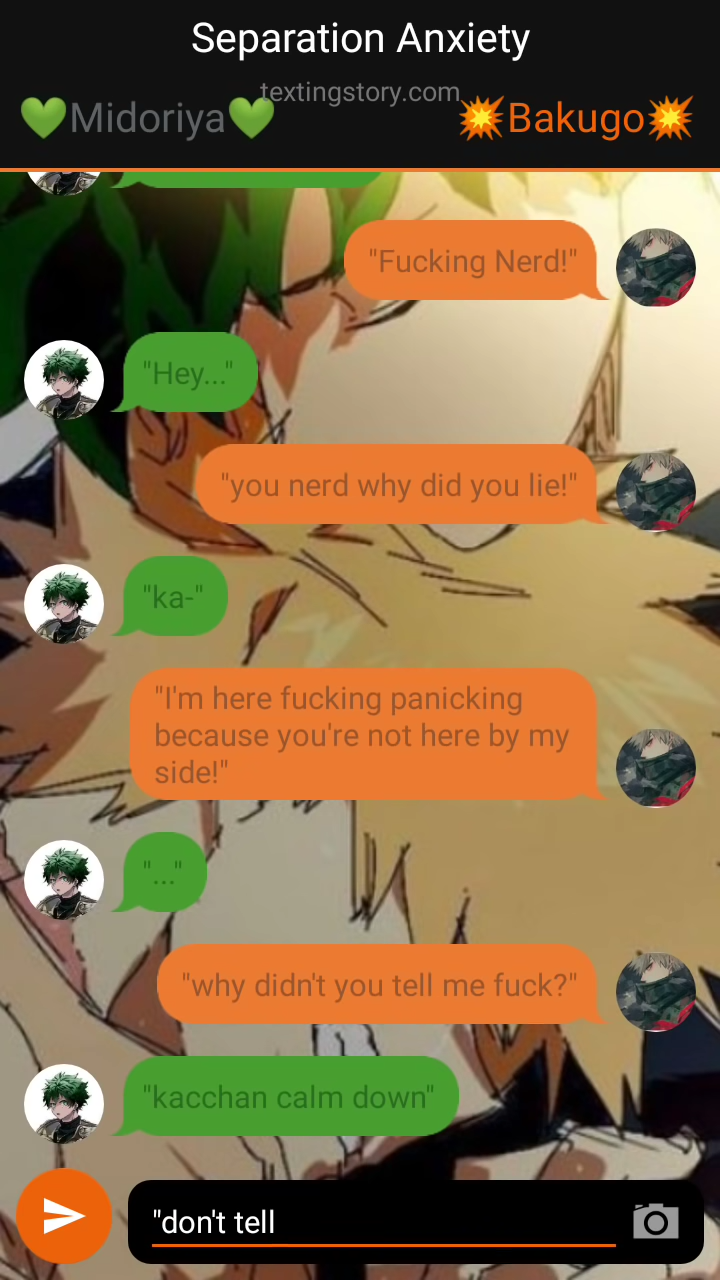 Separation Anxiety
textingstory.com
💚Midoriya💚
💥Bakugo💥
"Fucking Nerd!"
"Hey..."
"you nerd why did you lie!"
"ka-"
"I'm here fucking panicking
because you're not here by my
side!"
"..."
"why didn't you tell me fuck?"
"kacchan calm down"
"don't tell